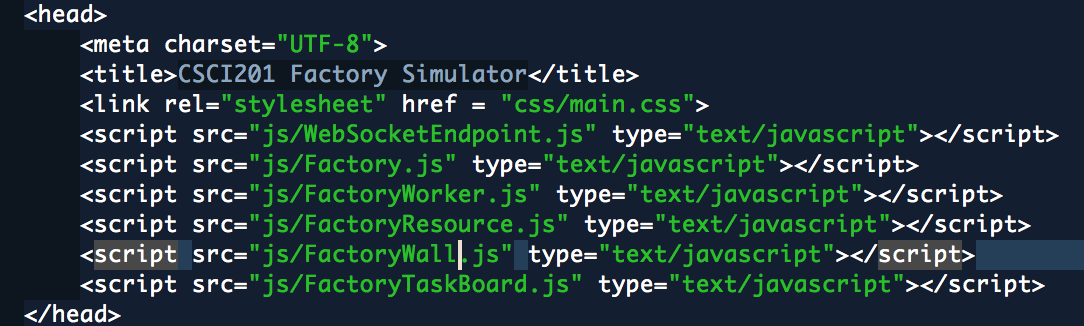 <head>
<meta charset="UTF-8">
<title>CSCI201 Factory Simulator</title>
<link rel="stylesheet" href = "css/main.css">
<script src="js/WebSocketEndpoint.js" type="text/javascript"></script>
<script src="js/Factory.js" type="text/javascript"></script>
<script src="js/FactoryWorker.js" type="text/javascript"></script>
<script src="js/FactoryResource.js" type="text/javascript"></script>
<script src="js/FactoryWall.js" type="text/javascript"></script>
<script src="js/FactoryTaskBoard.js" type="text/javascript"></script>
</head>